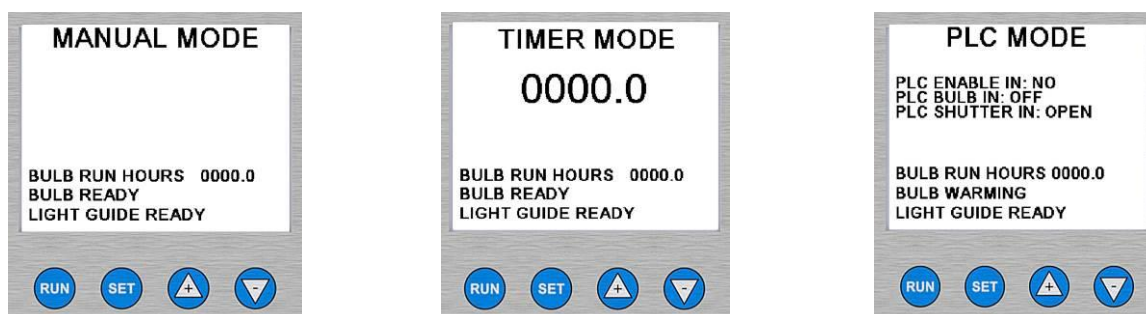 MANUAL MODE
BULB RUN HOURS 0000.0
BULB READY
LIGHT GUIDE READY
RUN SET + -
TIMER MODE
0000.0
BULB RUN HOURS 0000.0
BULB READY
LIGHT GUIDE READY
RUN SET + -
PLC MODE
PLC ENABLE IN: NO
PLC BULB IN: OFF
PLC SHUTTER IN: OPEN
BULB RUN HOURS 0000.0
BULB WARMING
LIGHT GUIDE READY
RUN SET + -